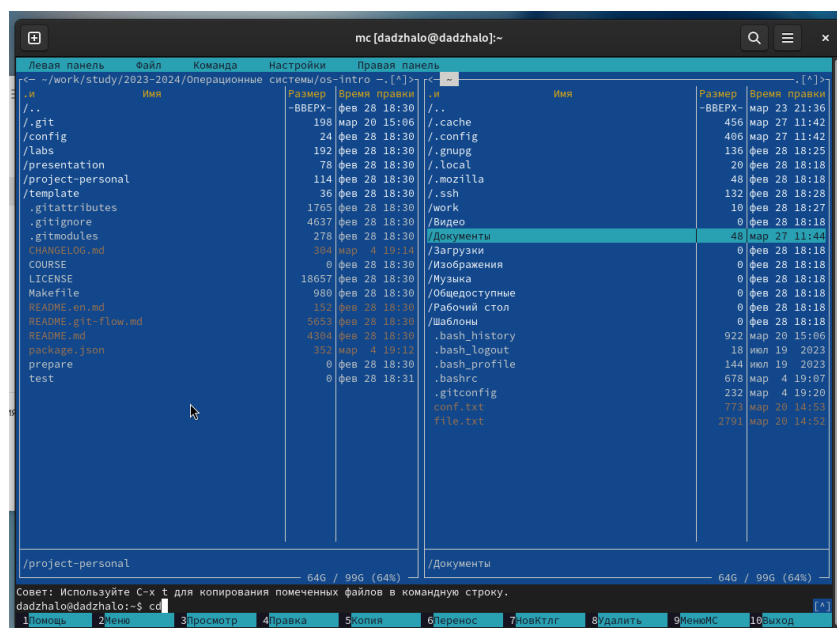 mc [dadzhalo@dadzhalo]:~
Левая панель Файл Команда Настройки Правая панель
<— ~/work/study/2023-2024/Операционные системы/os-intro —.[^]>
.и Имя Размер Время правки
/.. -ВВЕРХ- фев 28 18:30
/.git 198 мар 20 15:06
/config 24 фев 28 18:30
/labs 192 фев 28 18:30
/presentation 78 фев 28 18:30
/project-personal 114 фев 28 18:30
/template 36 фев 28 18:30
.gitattributes 1765 фев 28 18:30
.gitignore 4637 фев 28 18:30
.gitmodules 278 фев 28 18:30
CHANGELOG.md 304 мар 4 19:14
COURSE 0 фев 28 18:30
LICENSE 18657 фев 28 18:30
Makefile 980 фев 28 18:30
README.en.md 152 фев 28 18:30
README.git-flow.md 5653 фев 28 18:30
README.md 4304 фев 28 18:30
package.json 352 мар 4 19:12
prepare 0 фев 28 18:30
test 0 фев 28 18:31
/project-personal
64G / 99G (64%)
<— ~ .[^]>
.и Имя Размер Время правки
/.. -ВВЕРХ- мар 23 21:36
/.cache 456 мар 27 11:42
/.config 406 мар 27 11:42
/.gnupg 136 фев 28 18:25
/.local 20 фев 28 18:18
/.mozilla 48 фев 28 18:18
/.ssh 132 фев 28 18:28
/work 10 фев 28 18:27
/Видео 0 фев 28 18:18
/Документы 48 мар 27 11:44
/Загрузки 0 фев 28 18:18
/Изображения 0 фев 28 18:18
/Музыка 0 фев 28 18:18
/Общедоступные 0 фев 28 18:18
/Рабочий стол 0 фев 28 18:18
/Шаблоны 0 фев 28 18:18
.bash_history 922 мар 20 15:06
.bash_logout 18 июл 19 2023
.bash_profile 144 июл 19 2023
.bashrc 678 мар 4 19:07
.gitconfig 232 мар 4 19:20
conf.txt 773 мар 20 14:53
file.txt 2791 мар 20 14:52
/Документы
64G / 99G (64%)
Совет: Используйте C-x t для копирования помеченных файлов в командную строку.
dadzhalo@dadzhalo:~$ cd [^]
1Помощь 2Меню 3Просмотр 4Правка 5Копия 6Перенос 7НовКтлг 8Удалить 9МенюМС 10Выход